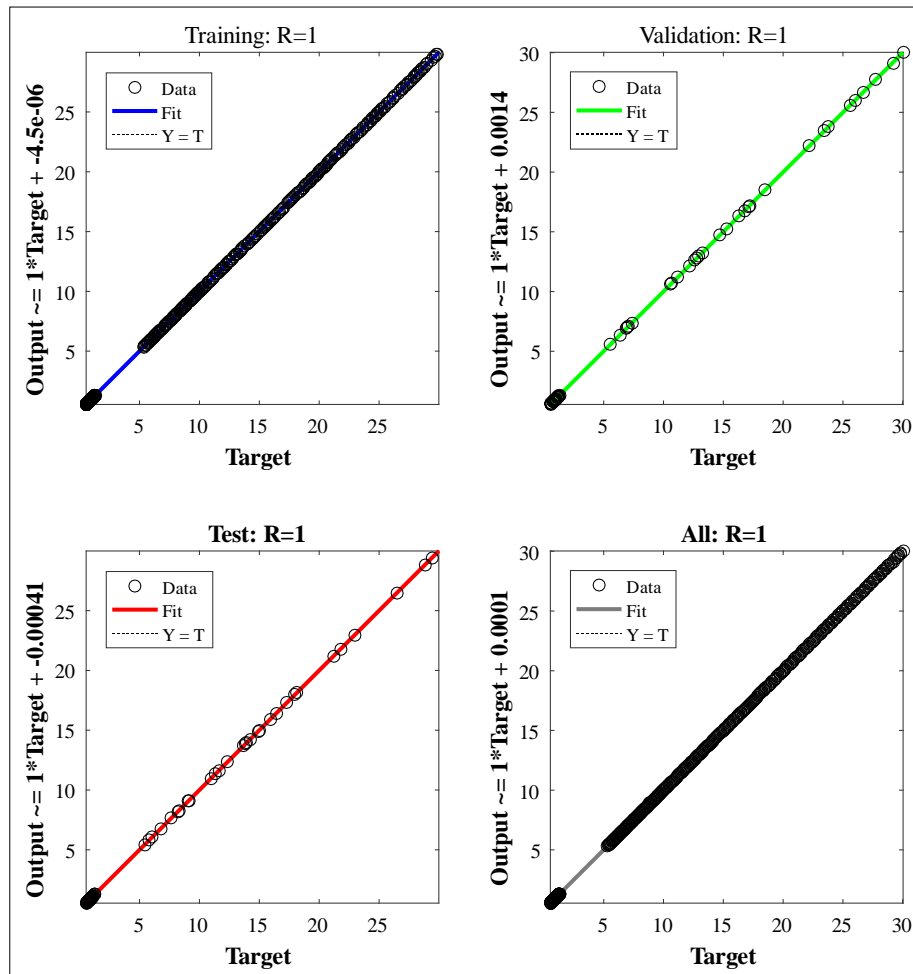 Training: R=1
Output ~= 1*Target + -4.5e-06
Data
Fit
Y = T
25
20
15
10
5
5 10 15 20 25
Target
Validation: R=1
Output ~= 1*Target + 0.0014
Data
Fit
Y = T
30
25
20
15
10
5
5 10 15 20 25 30
Target
Test: R=1
Output ~= 1*Target + -0.00041
Data
Fit
Y = T
25
20
15
10
5
5 10 15 20 25
Target
All: R=1
Output ~= 1*Target + 0.0001
Data
Fit
Y = T
30
25
20
15
10
5
5 10 15 20 25 30
Target